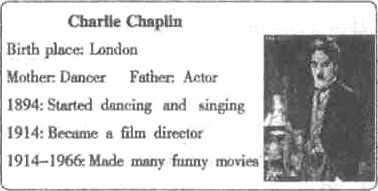 Charlie Chaplin
Birth place: London
Mother: Dancer Father: Actor
1894: Started dancing and singing
1914: Became a film director
1914–1966: Made many funny movies